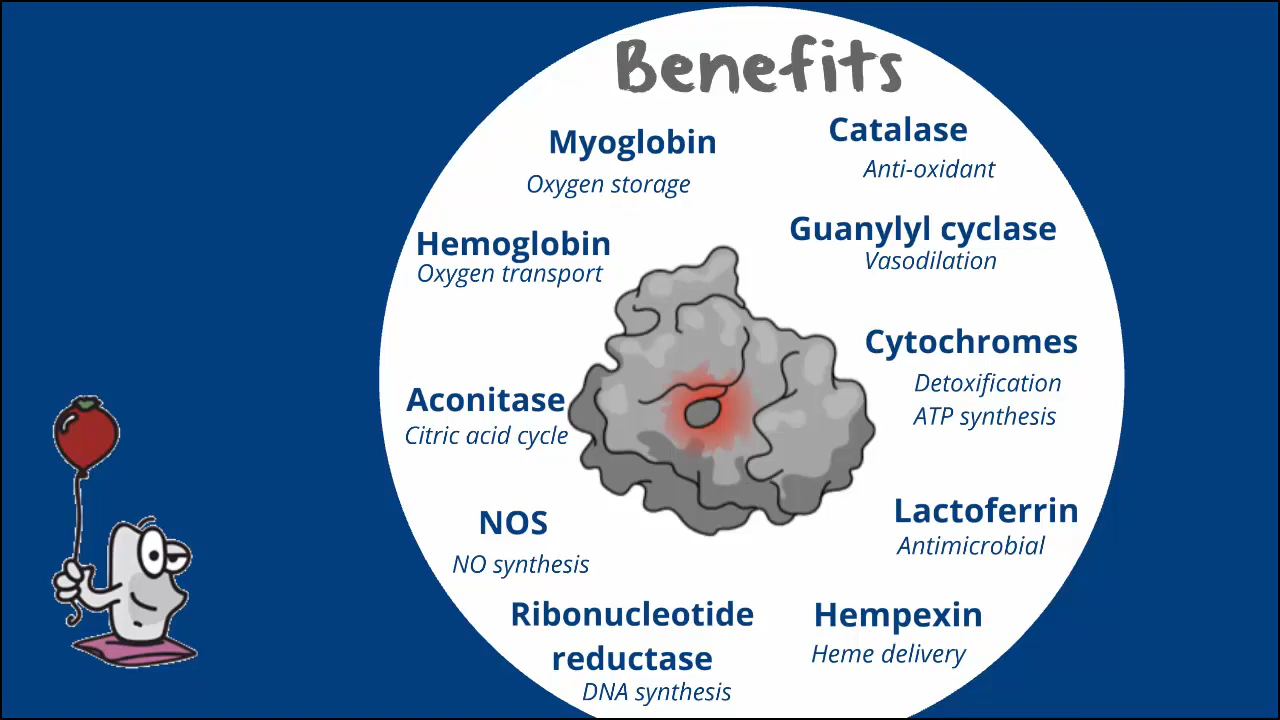 Benefits
Myoglobin
Oxygen storage
Catalase
Anti-oxidant
Hemoglobin
Oxygen transport
Guanylyl cyclase
Vasodilation
Cytochromes
Detoxification
ATP synthesis
Aconitase
Citric acid cycle
NOS
NO synthesis
Lactoferrin
Antimicrobial
Ribonucleotide
reductase
DNA synthesis
Hempexin
Heme delivery